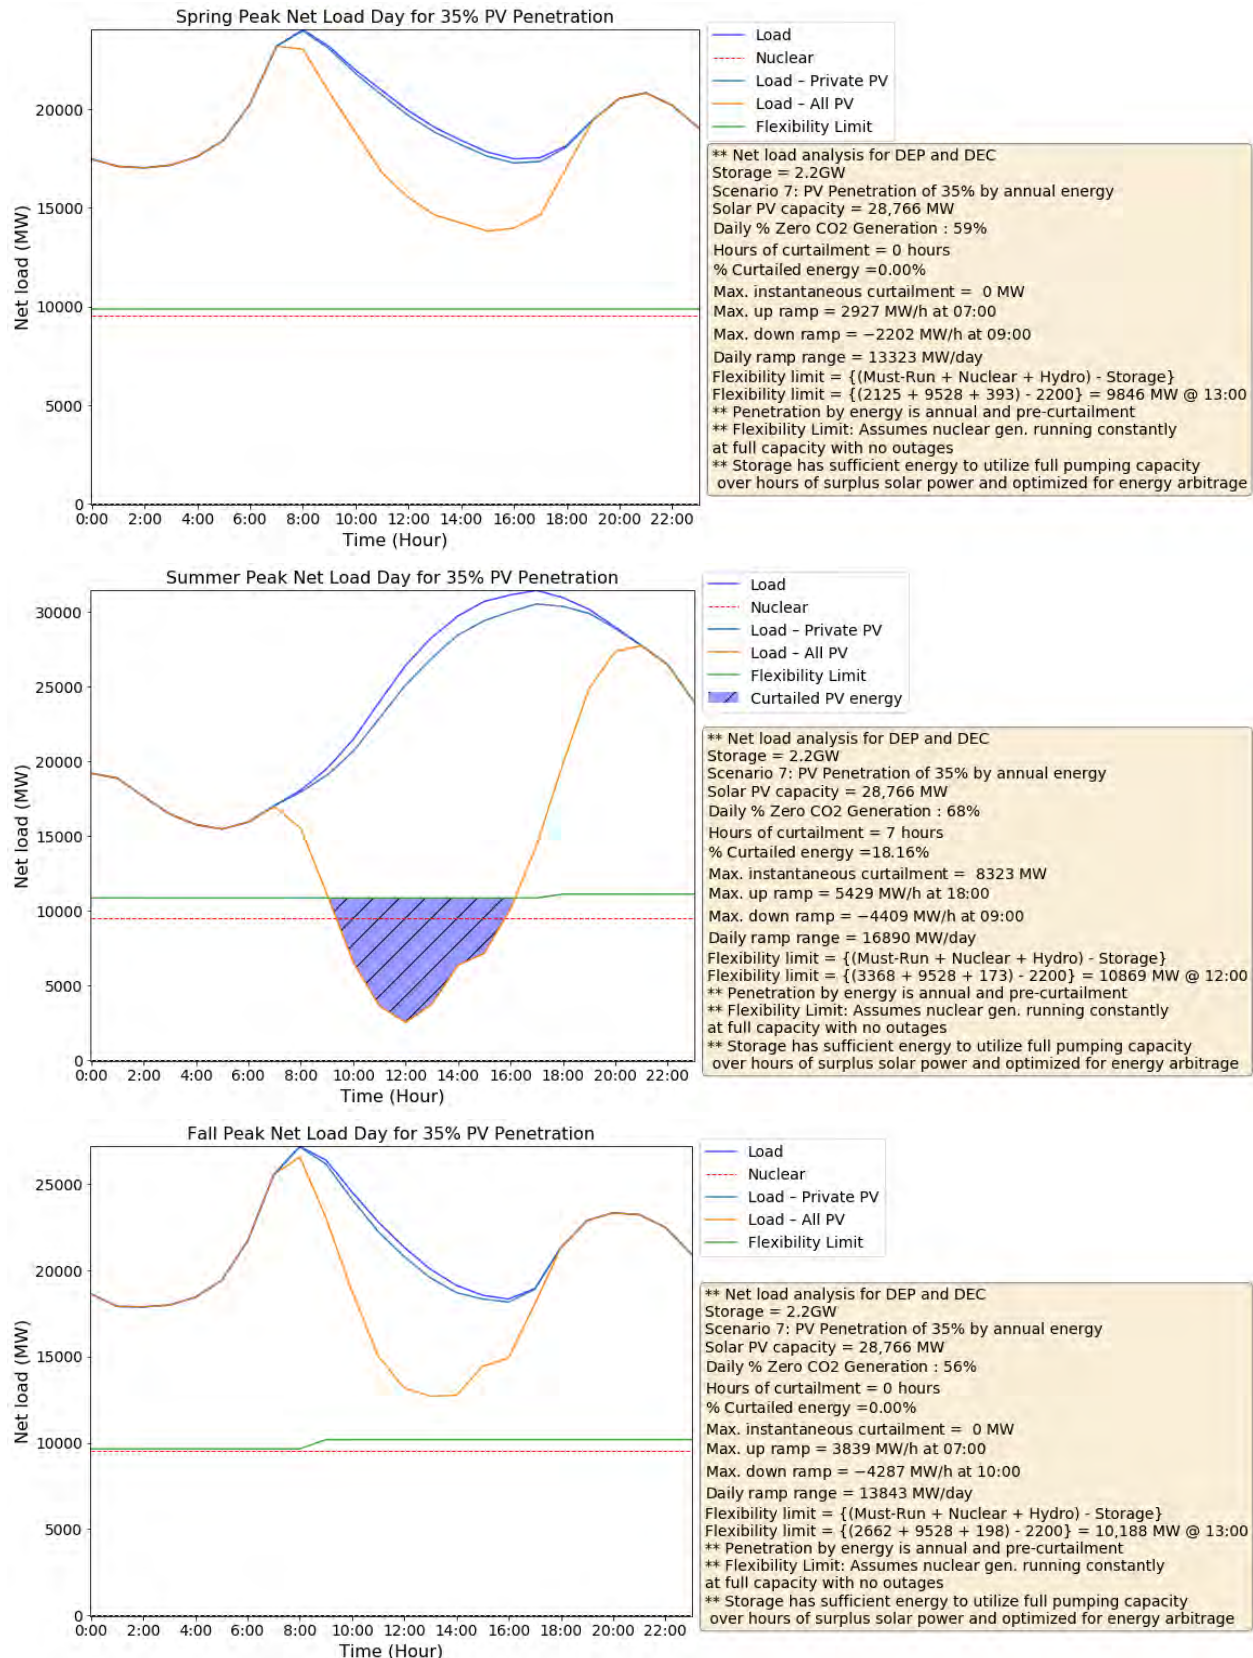 Spring Peak Net Load Day for 35% PV Penetration
Net load (MW)
20000
15000
10000
5000
0
0:00 2:00 4:00 6:00 8:00 10:00 12:00 14:00 16:00 18:00 20:00 22:00
Time (Hour)
Load
Nuclear
Load – Private PV
Load – All PV
Flexibility Limit
** Net load analysis for DEP and DEC
Storage = 2.2GW
Scenario 7: PV Penetration of 35% by annual energy
Solar PV capacity = 28,766 MW
Daily % Zero CO2 Generation : 59%
Hours of curtailment = 0 hours
% Curtailed energy =0.00%
Max. instantaneous curtailment =  0 MW
Max. up ramp = 2927 MW/h at 07:00
Max. down ramp = −2202 MW/h at 09:00
Daily ramp range = 13323 MW/day
Flexibility limit = {(Must-Run + Nuclear + Hydro) - Storage}
Flexibility limit = {(2125 + 9528 + 393) - 2200} = 9846 MW @ 13:00
** Penetration by energy is annual and pre-curtailment
** Flexibility Limit: Assumes nuclear gen. running constantly
at full capacity with no outages
** Storage has sufficient energy to utilize full pumping capacity
over hours of surplus solar power and optimized for energy arbitrage
Summer Peak Net Load Day for 35% PV Penetration
Net load (MW)
30000
25000
20000
15000
10000
5000
0
0:00 2:00 4:00 6:00 8:00 10:00 12:00 14:00 16:00 18:00 20:00 22:00
Time (Hour)
Load
Nuclear
Load – Private PV
Load – All PV
Flexibility Limit
Curtailed PV energy
** Net load analysis for DEP and DEC
Storage = 2.2GW
Scenario 7: PV Penetration of 35% by annual energy
Solar PV capacity = 28,766 MW
Daily % Zero CO2 Generation : 68%
Hours of curtailment = 7 hours
% Curtailed energy =18.16%
Max. instantaneous curtailment =  8323 MW
Max. up ramp = 5429 MW/h at 18:00
Max. down ramp = −4409 MW/h at 09:00
Daily ramp range = 16890 MW/day
Flexibility limit = {(Must-Run + Nuclear + Hydro) - Storage}
Flexibility limit = {(3368 + 9528 + 173) - 2200} = 10869 MW @ 12:00
** Penetration by energy is annual and pre-curtailment
** Flexibility Limit: Assumes nuclear gen. running constantly
at full capacity with no outages
** Storage has sufficient energy to utilize full pumping capacity
over hours of surplus solar power and optimized for energy arbitrage
Fall Peak Net Load Day for 35% PV Penetration
Net load (MW)
25000
20000
15000
10000
5000
0
0:00 2:00 4:00 6:00 8:00 10:00 12:00 14:00 16:00 18:00 20:00 22:00
Time (Hour)
Load
Nuclear
Load – Private PV
Load – All PV
Flexibility Limit
** Net load analysis for DEP and DEC
Storage = 2.2GW
Scenario 7: PV Penetration of 35% by annual energy
Solar PV capacity = 28,766 MW
Daily % Zero CO2 Generation : 56%
Hours of curtailment = 0 hours
% Curtailed energy =0.00%
Max. instantaneous curtailment =  0 MW
Max. up ramp = 3839 MW/h at 07:00
Max. down ramp = −4287 MW/h at 10:00
Daily ramp range = 13843 MW/day
Flexibility limit = {(Must-Run + Nuclear + Hydro) - Storage}
Flexibility limit = {(2662 + 9528 + 198) - 2200} = 10,188 MW @ 13:00
** Penetration by energy is annual and pre-curtailment
** Flexibility Limit: Assumes nuclear gen. running constantly
at full capacity with no outages
** Storage has sufficient energy to utilize full pumping capacity
over hours of surplus solar power and optimized for energy arbitrage